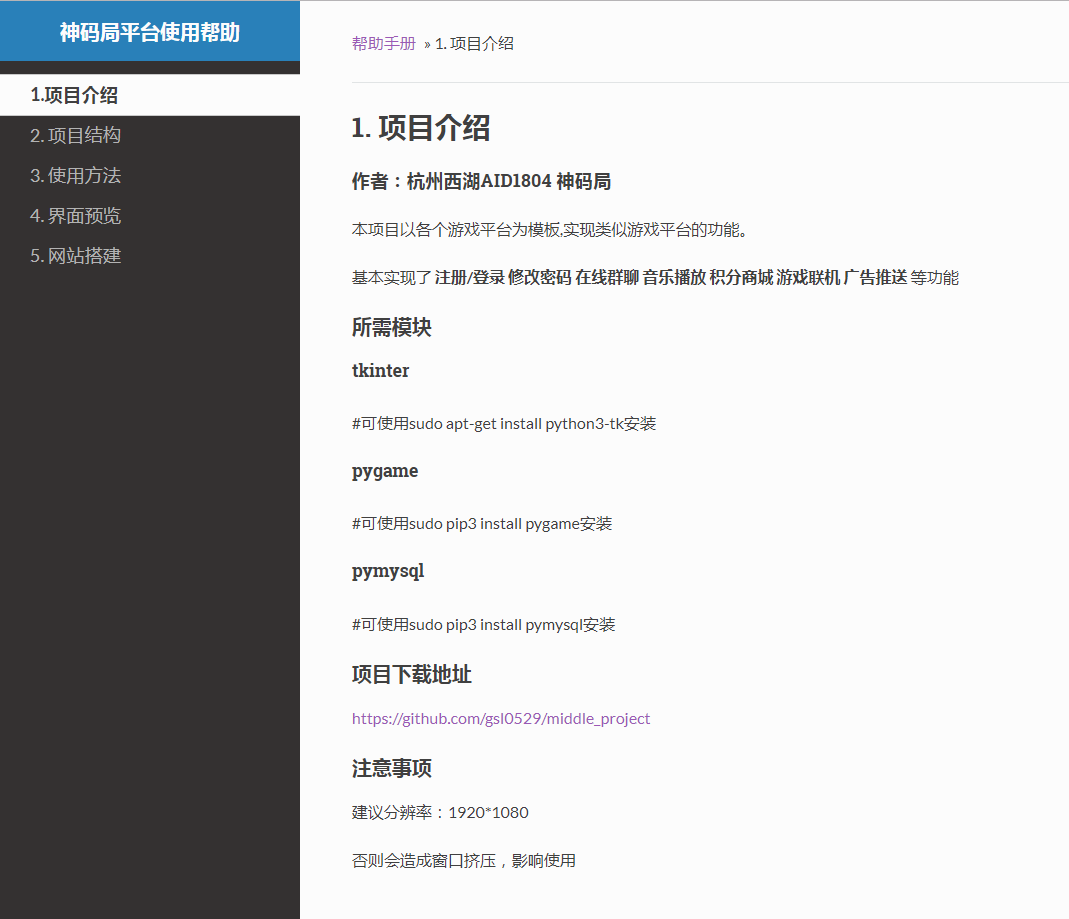 神码局平台使用帮助
1.项目介绍
2. 项目结构
3. 使用方法
4. 界面预览
5. 网站搭建
帮助手册 » 1. 项目介绍
1. 项目介绍
作者：杭州西湖AID1804 神码局
本项目以各个游戏平台为模板,实现类似游戏平台的功能。
基本实现了 注册/登录 修改密码 在线群聊 音乐播放 积分商城 游戏联机 广告推送 等功能
所需模块
tkinter
#可使用sudo apt-get install python3-tk安装
pygame
#可使用sudo pip3 install pygame安装
pymysql
#可使用sudo pip3 install pymysql安装
项目下载地址
https://github.com/gsl0529/middle_project
注意事项
建议分辨率：1920*1080
否则会造成窗口挤压，影响使用